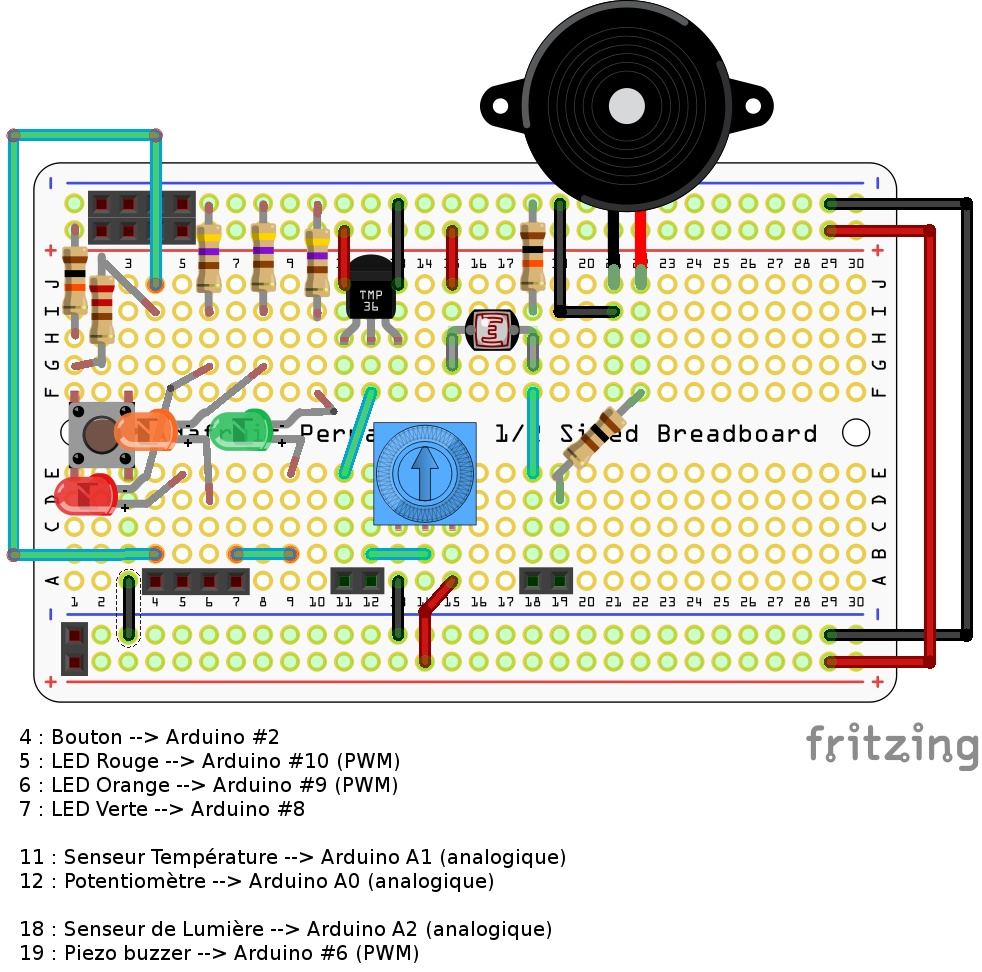 3 5 7 9 14 16 17 18 19 20 21 22 23 24 25 26 27 28 29 30
J J
I I
TMP
36
H H
G G
F F
1/2 Sized Breadboard
E E
D D
C C
B B
A A
1 2 3 4 5 6 7 8 9 10 11 12 13 14 15 16 17 18 19 20 21 22 23 24 25 26 27 28 29 30
fritzing
4 : Bouton --> Arduino #2
5 : LED Rouge --> Arduino #10 (PWM)
6 : LED Orange --> Arduino #9 (PWM)
7 : LED Verte --> Arduino #8
11 : Senseur Température --> Arduino A1 (analogique)
12 : Potentiomètre --> Arduino A0 (analogique)
18 : Senseur de Lumière --> Arduino A2 (analogique)
19 : Piezo buzzer --> Arduino #6 (PWM)